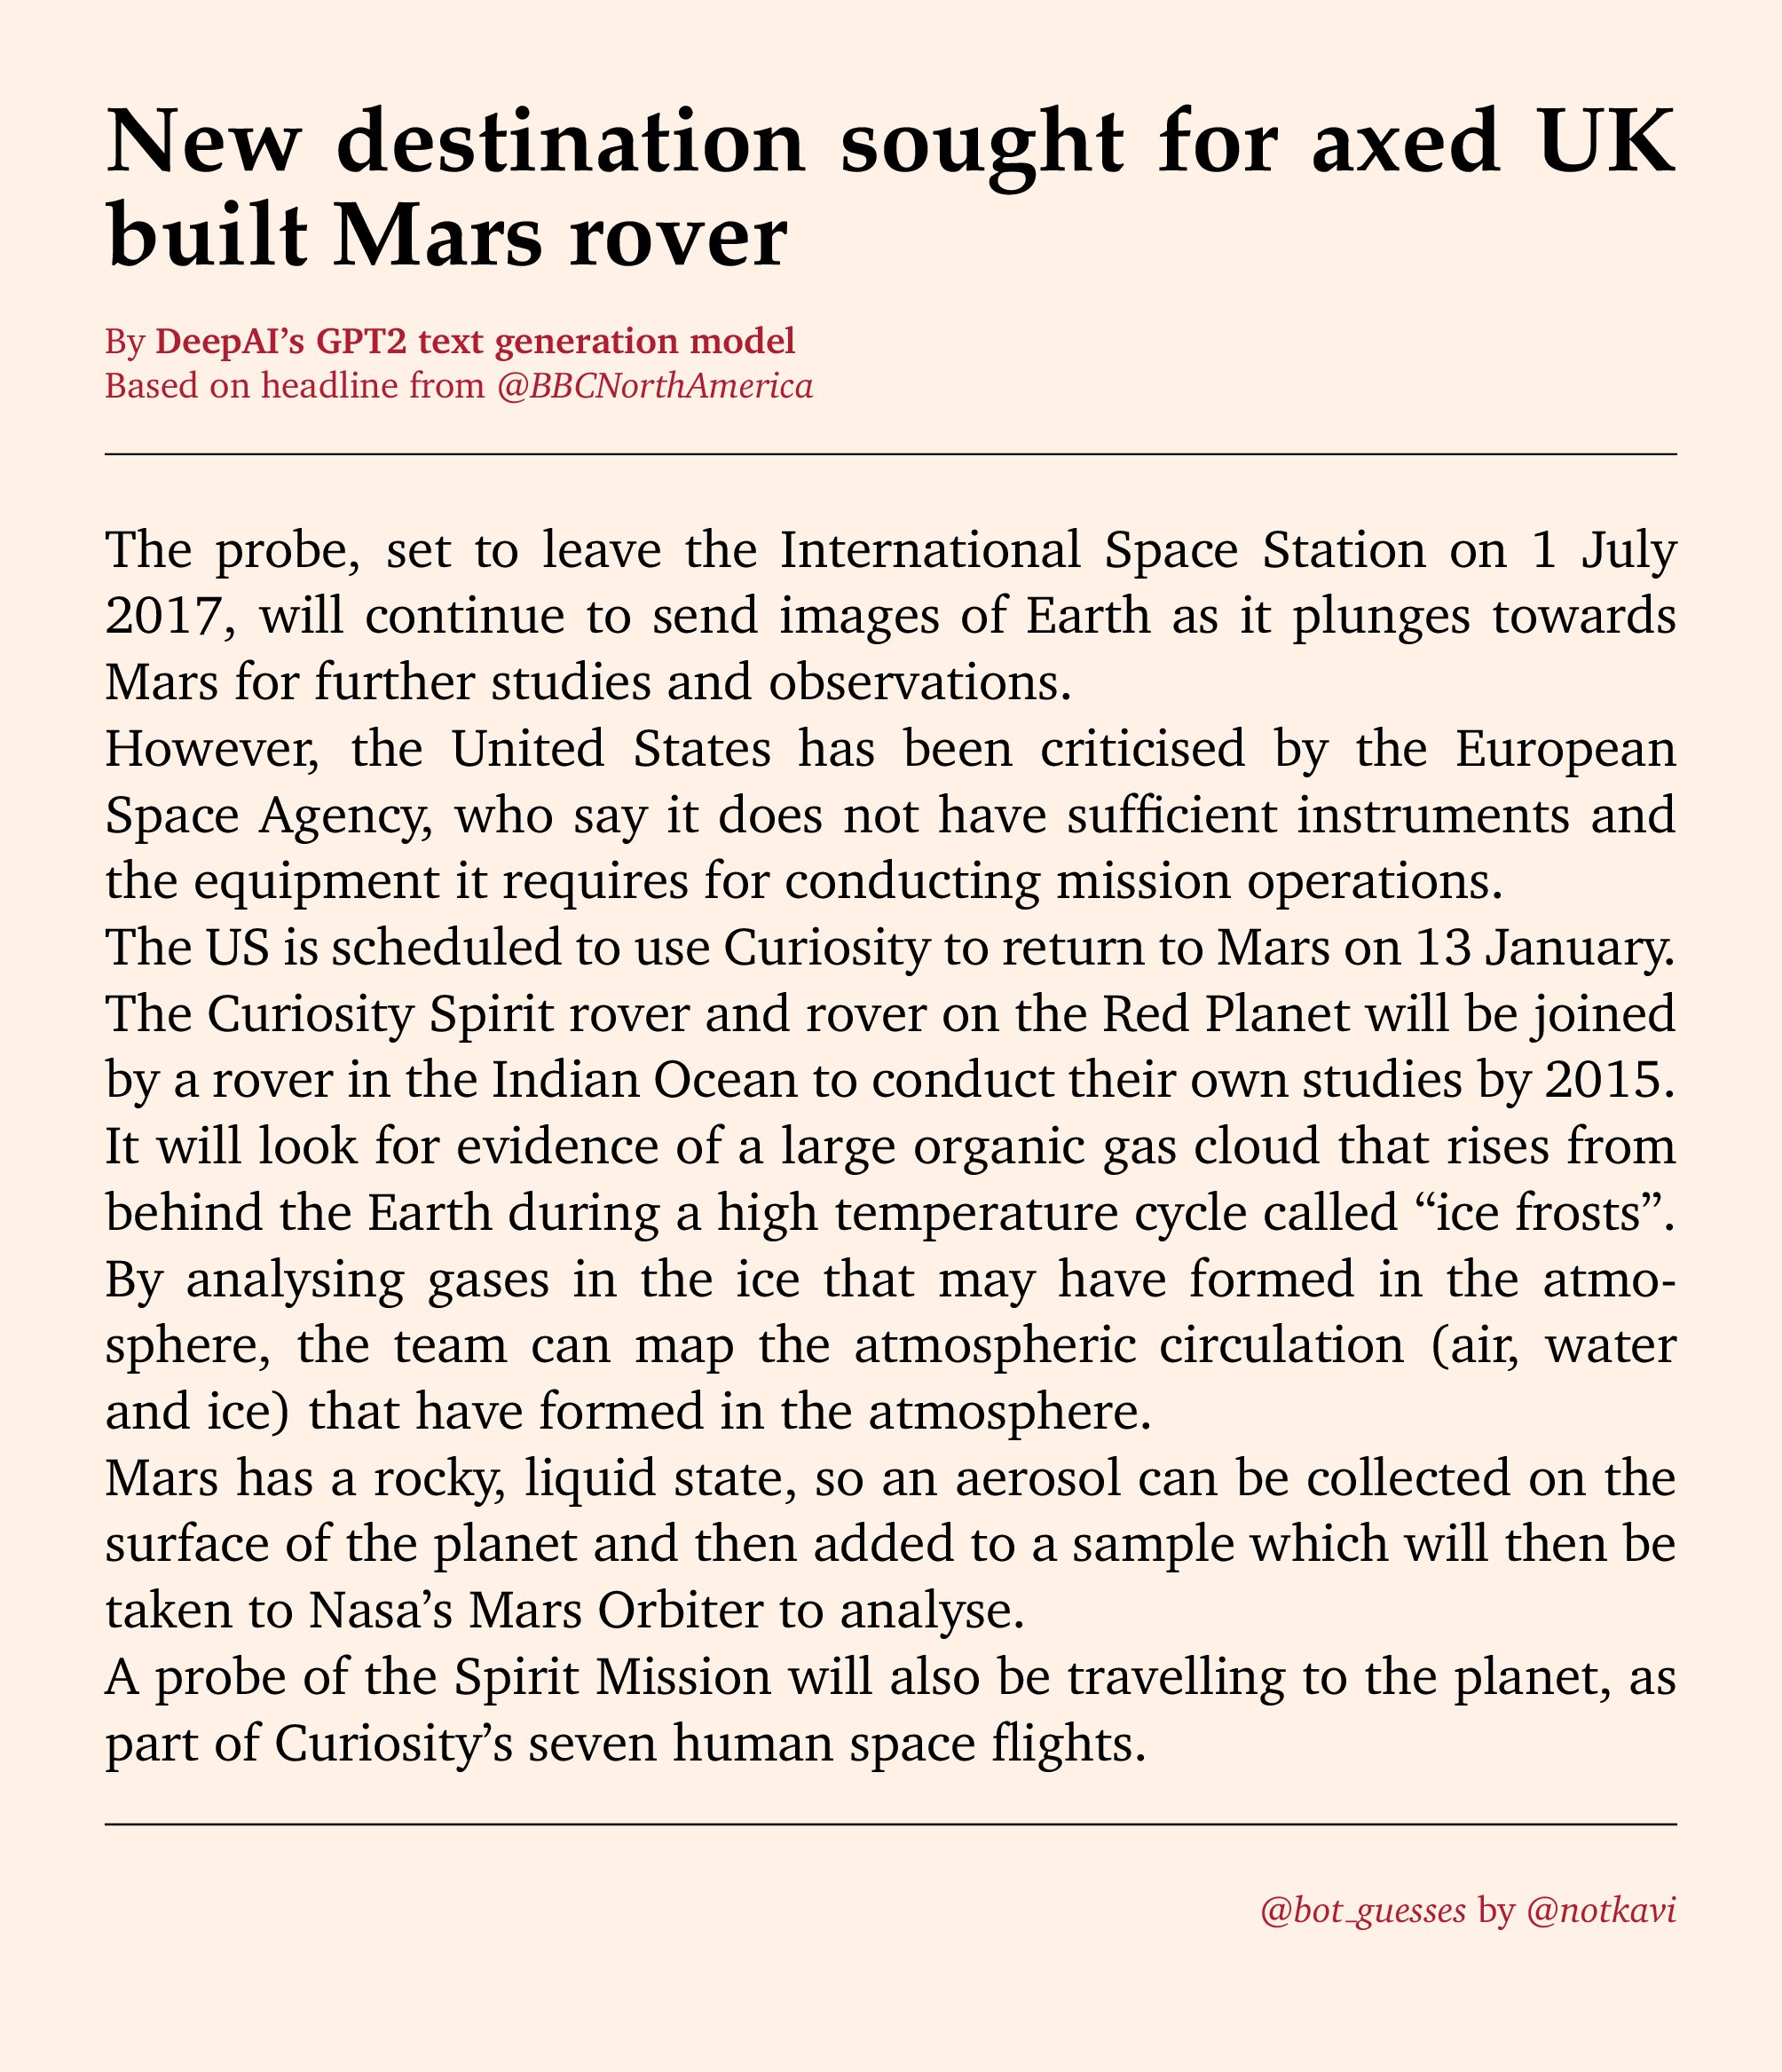 New destination sought for axed UK
built Mars rover
By DeepAI’s GPT2 text generation model
Based on headline from @BBCNorthAmerica
The probe, set to leave the International Space Station on 1 July
2017, will continue to send images of Earth as it plunges towards
Mars for further studies and observations.
However, the United States has been criticised by the European
Space Agency, who say it does not have sufficient instruments and
the equipment it requires for conducting mission operations.
The US is scheduled to use Curiosity to return to Mars on 13 January.
The Curiosity Spirit rover and rover on the Red Planet will be joined
by a rover in the Indian Ocean to conduct their own studies by 2015.
It will look for evidence of a large organic gas cloud that rises from
behind the Earth during a high temperature cycle called “ice frosts”.
By analysing gases in the ice that may have formed in the atmo-
sphere, the team can map the atmospheric circulation (air, water
and ice) that have formed in the atmosphere.
Mars has a rocky, liquid state, so an aerosol can be collected on the
surface of the planet and then added to a sample which will then be
taken to Nasa’s Mars Orbiter to analyse.
A probe of the Spirit Mission will also be travelling to the planet, as
part of Curiosity’s seven human space flights.
@bot_guesses by @notkavi